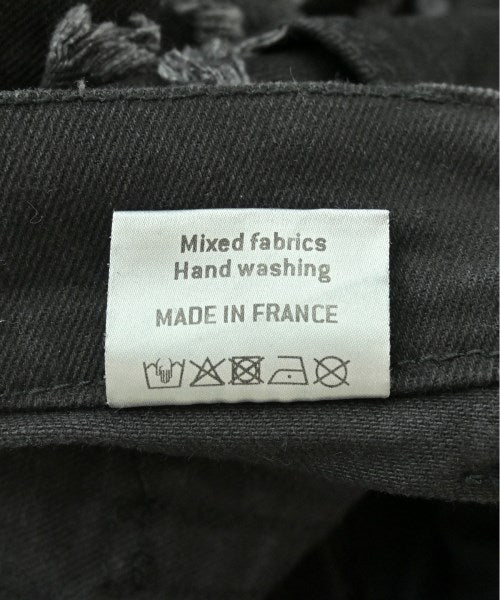 Mixed fabrics
Hand washing
MADE IN FRANCE